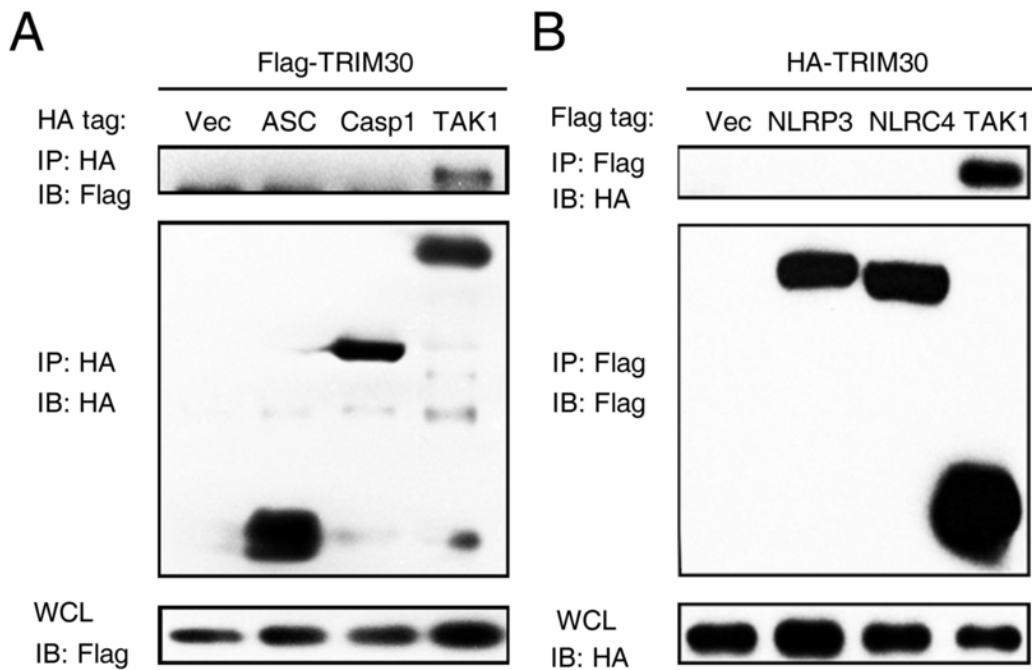 A
Flag-TRIM30
HA tag: Vec ASC Casp1 TAK1
IP: HA
IB: Flag
IP: HA
IB: HA
WCL
IB: Flag
B
HA-TRIM30
Flag tag: Vec NLRP3 NLRC4 TAK1
IP: Flag
IB: HA
IP: Flag
IB: Flag
WCL
IB: HA